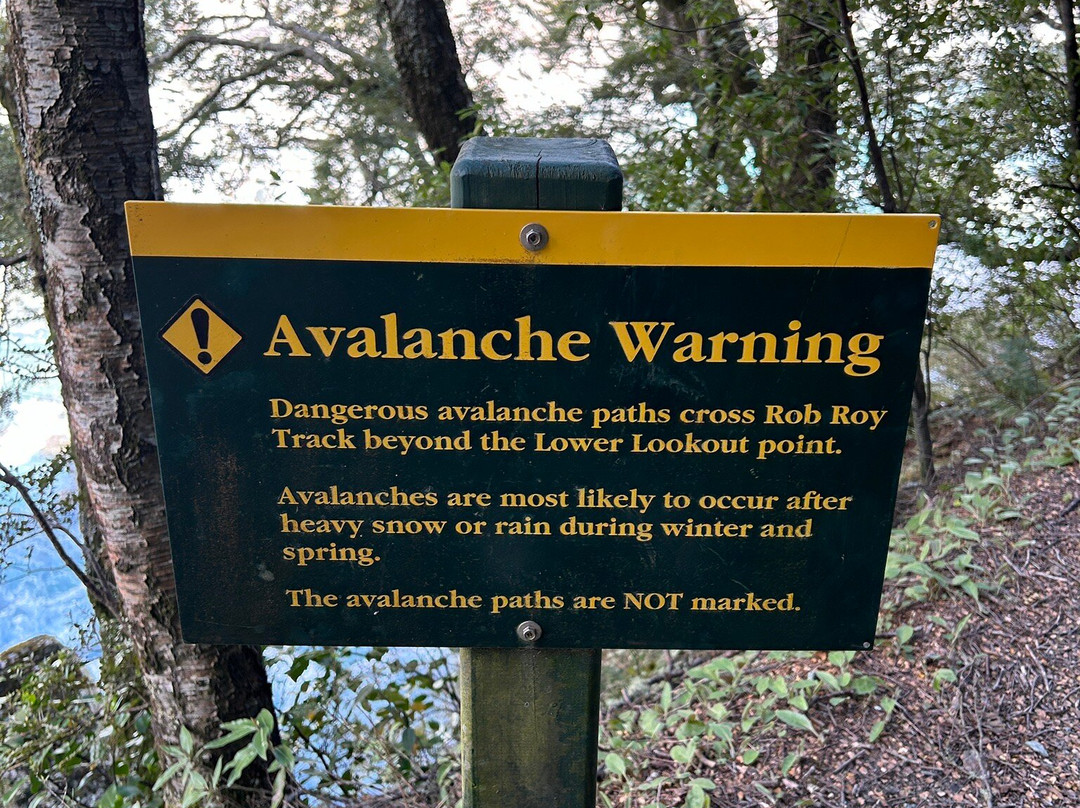 Avalanche Warning
Dangerous avalanche paths cross Rob Roy
Track beyond the Lower Lookout point.
Avalanches are most likely to occur after
heavy snow or rain during winter and
spring.
The avalanche paths are NOT marked.